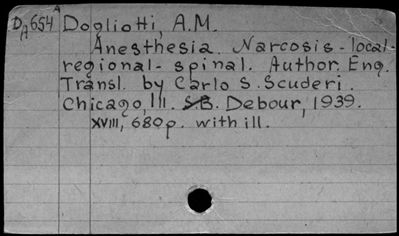 DA654A Dogliotti, A.M.
Anesthesia. Narcosis-local-
regional-spinal. Author. Eng.
Transl. by Carlo S. Scuderi.
Chicago, Ill. S.B. Debour, 1939.
XVIII, 680p. with ill.